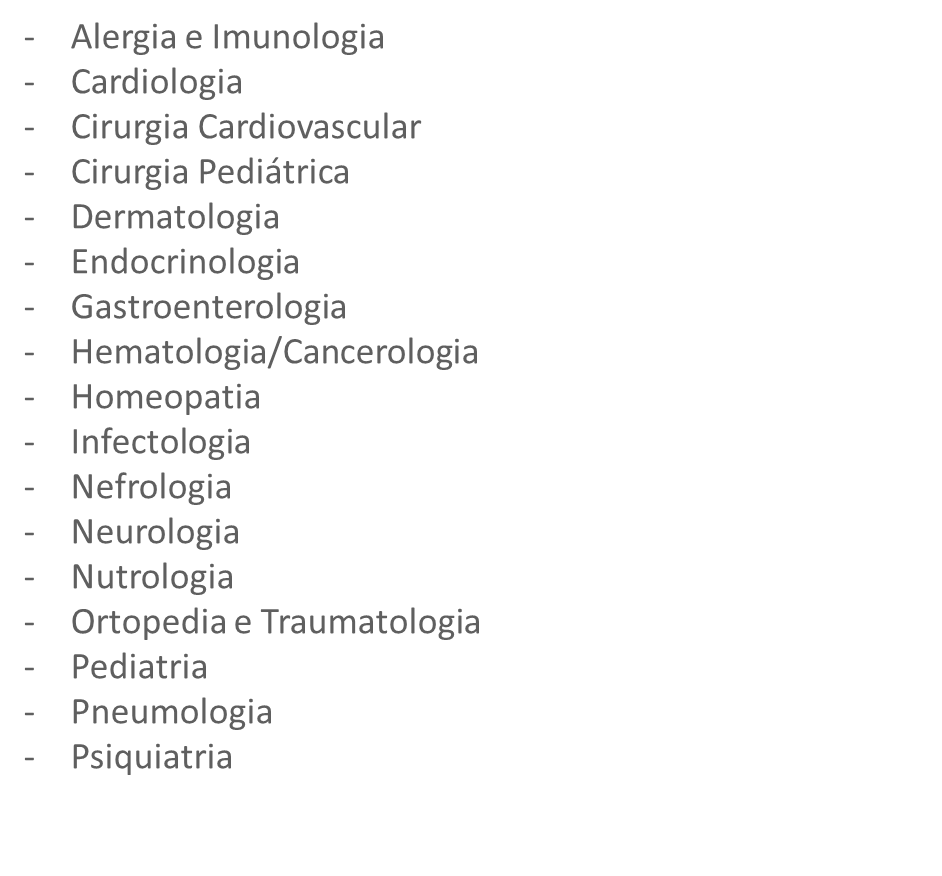 - Alergia e Imunologia
- Cardiologia
- Cirurgia Cardiovascular
- Cirurgia Pediátrica
- Dermatologia
- Endocrinologia
- Gastroenterologia
- Hematologia/Cancerologia
- Homeopatia
- Infectologia
- Nefrologia
- Neurologia
- Nutrologia
- Ortopedia e Traumatologia
- Pediatria
- Pneumologia
- Psiquiatria